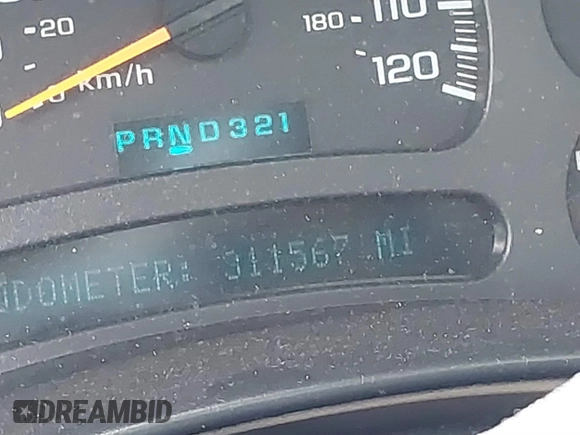 110
20
180
120
km/h
PRND321
ODOMETER: 311567 MI
DREAMBID